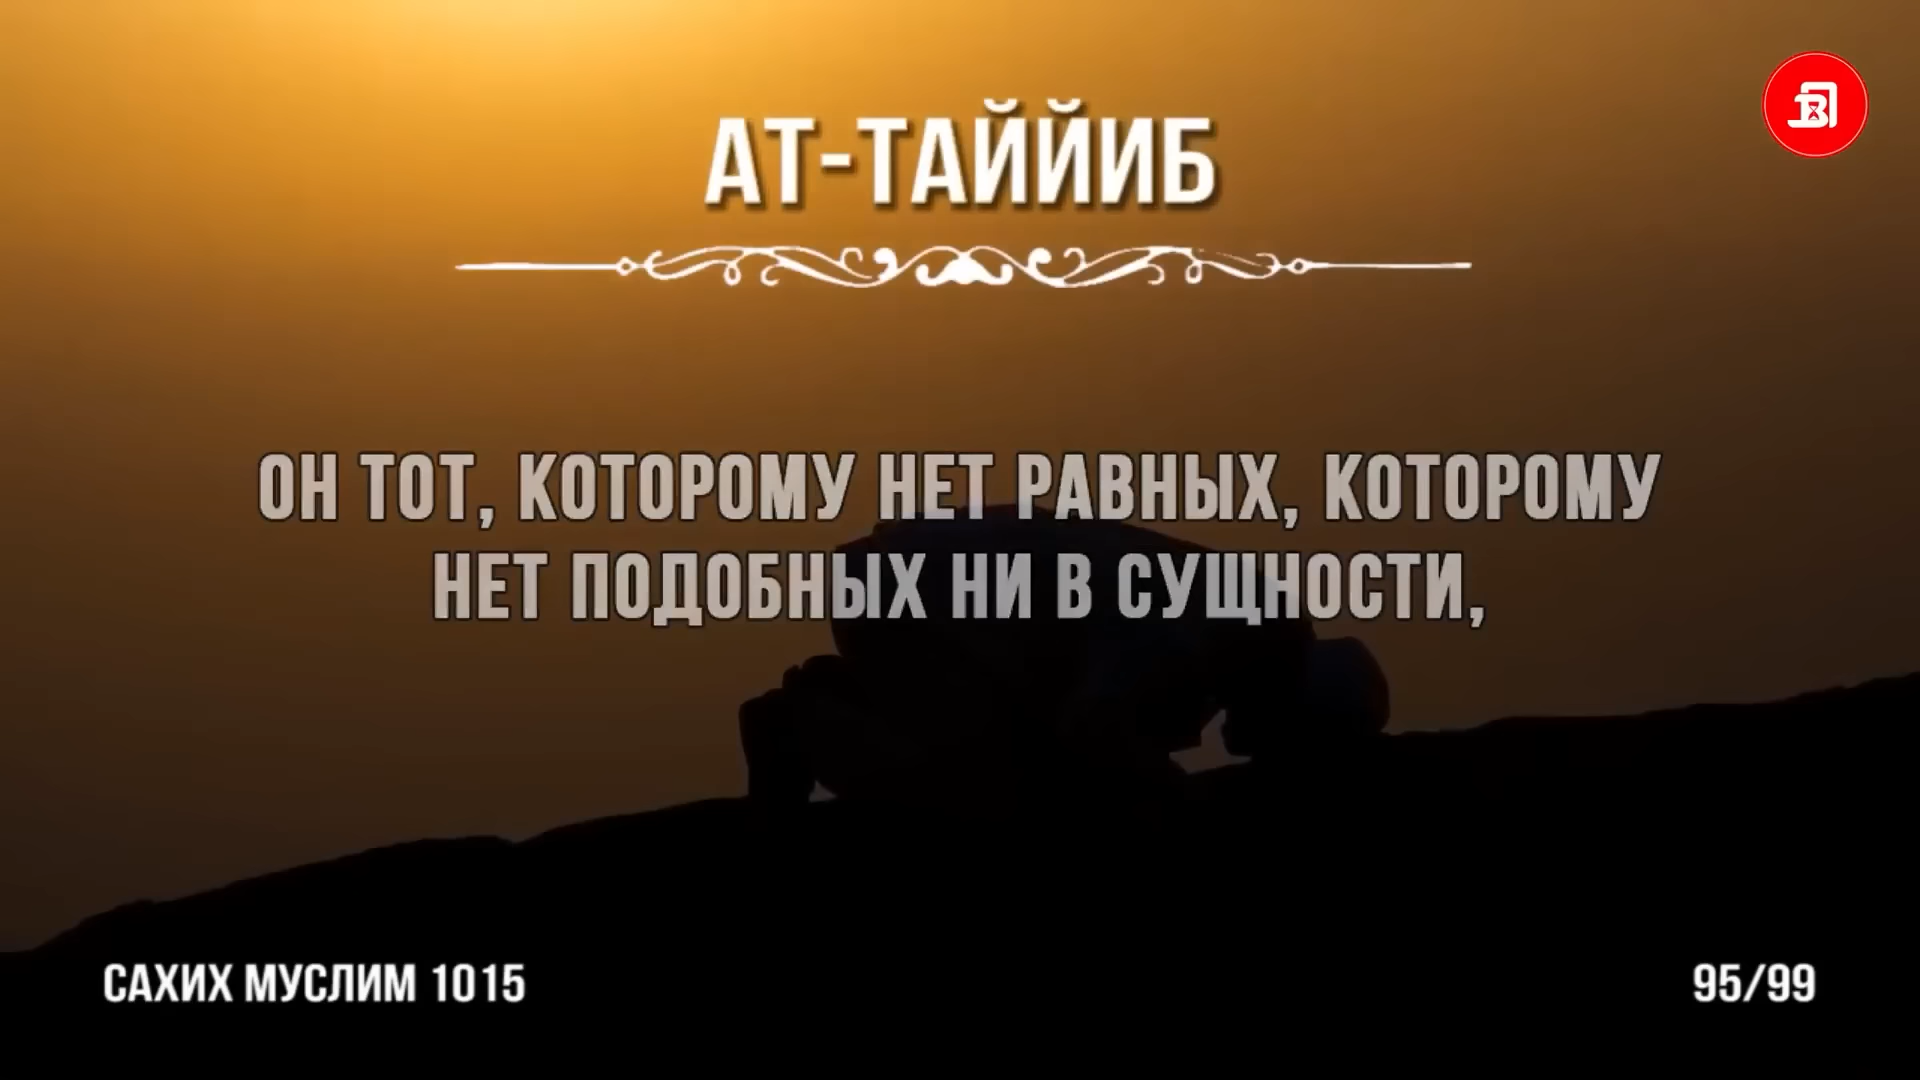 АТ-ТАЙЙИБ
ОН ТОТ, КОТОРОМУ НЕТ РАВНЫХ, КОТОРОМУ
НЕТ ПОДОБНЫХ НИ В СУЩНОСТИ,
САХИХ МУСЛИМ 1015
95/99